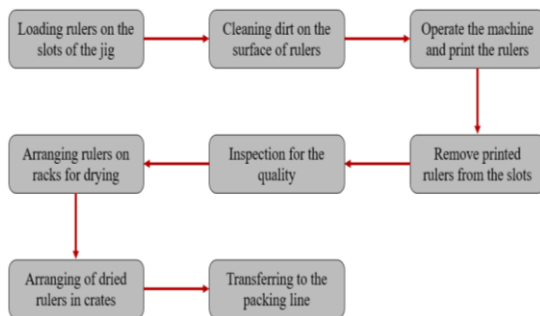 Loading rulers on the
slots of the jig
Cleaning dirt on the
surface of rulers
Operate the machine
and print the rulers
Remove printed
rulers from the slots
Inspection for the
quality
Arranging rulers on
racks for drying
Arranging of dried
rulers in crates
Transferring to the
packing line